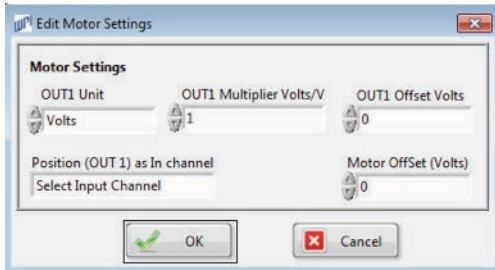 Edit Motor Settings
Motor Settings
OUT1 Unit
OUT1 Multiplier Volts/V
OUT1 Offset Volts
Volts
1
0
Position (OUT 1) as In channel
Motor OffSet (Volts)
Select Input Channel
0
OK
Cancel